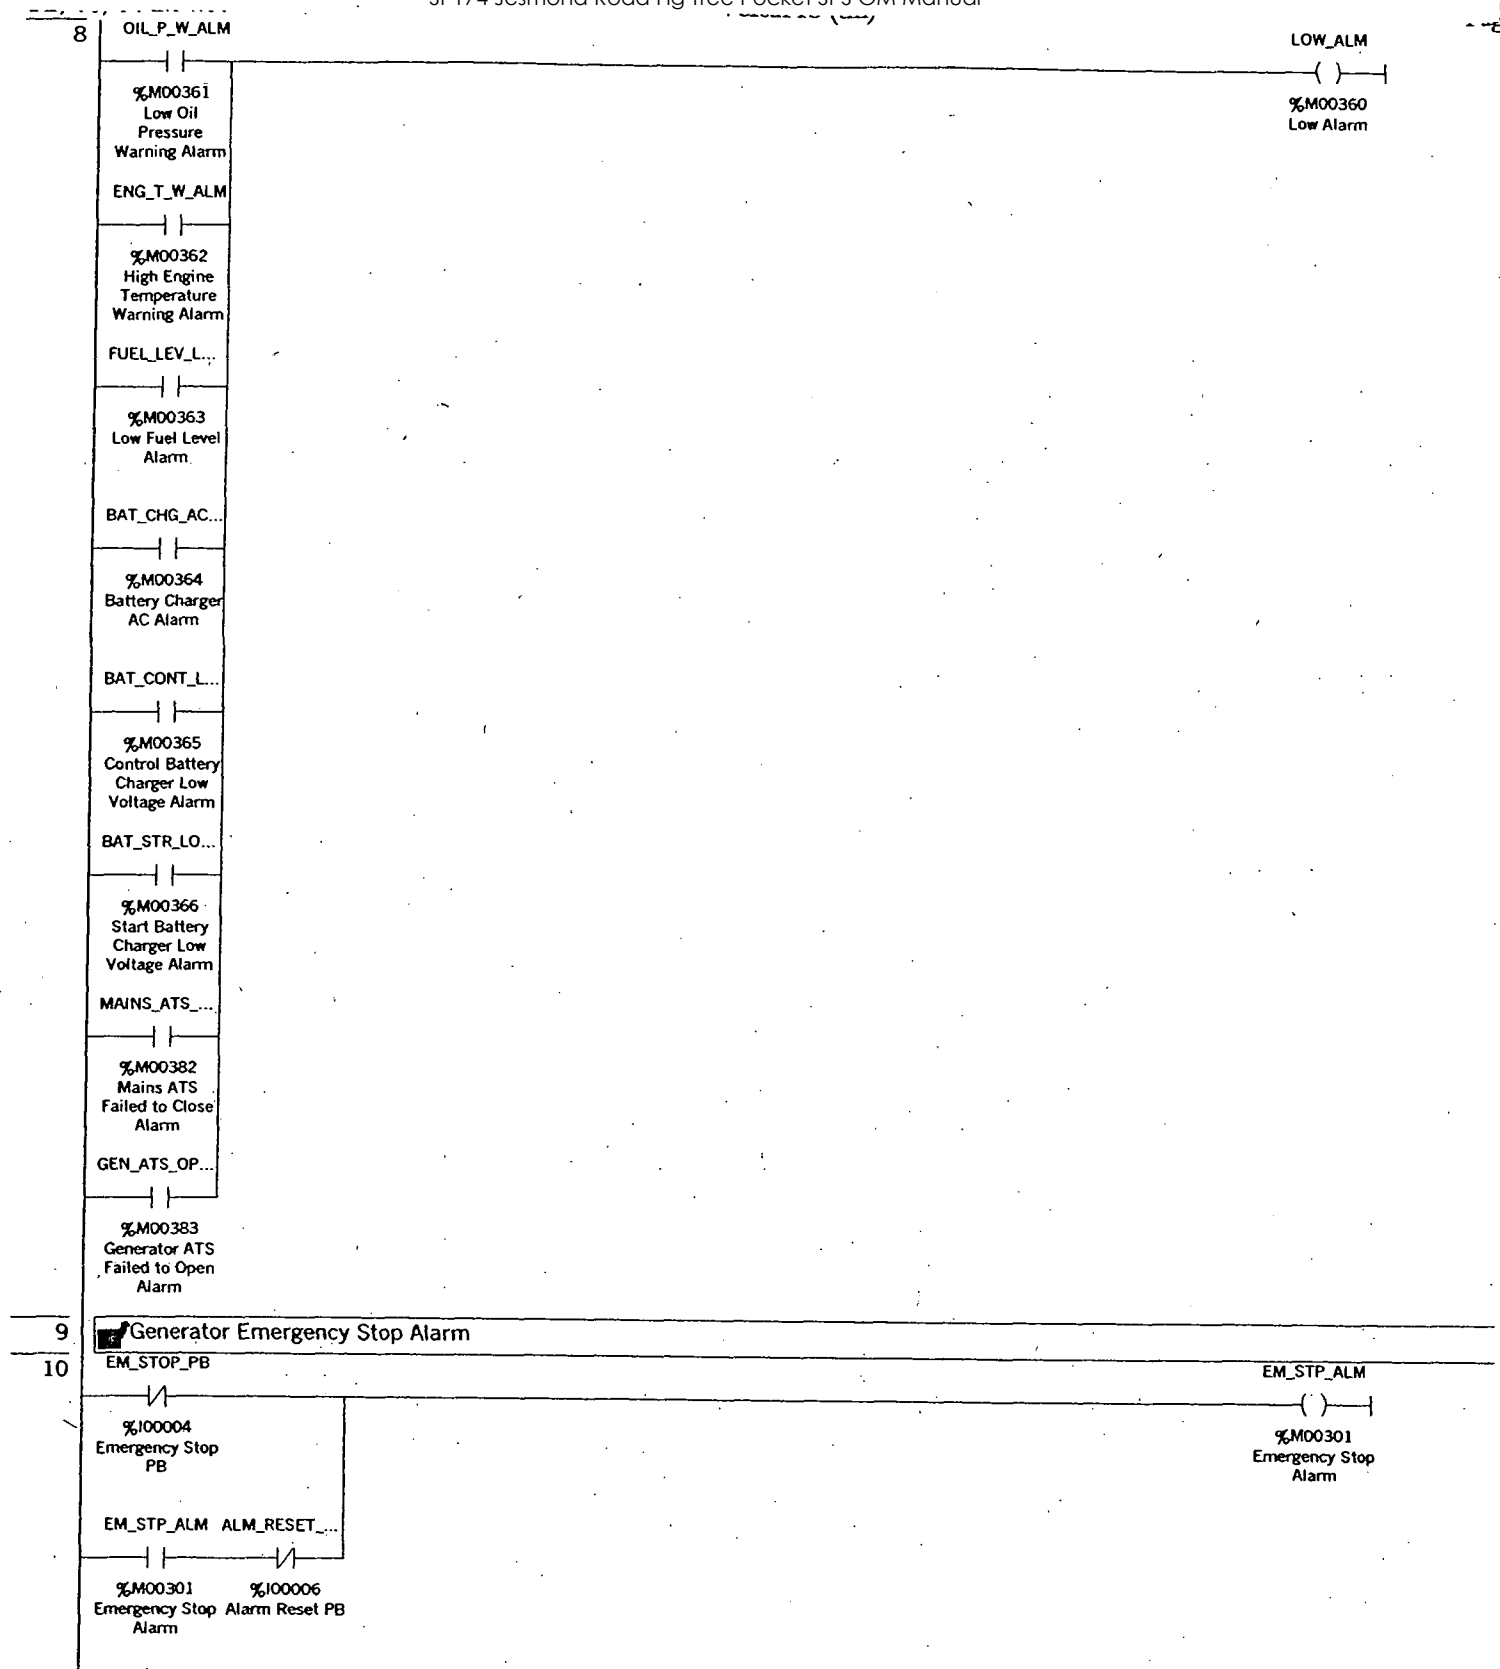 8
OIL_P_W_ALM
LOW_ALM
%M00361
Low Oil
Pressure
Warning Alarm
%M00360
Low Alarm
ENG_T_W_ALM
%M00362
High Engine
Temperature
Warning Alarm
FUEL_LEV_L...
%M00363
Low Fuel Level
Alarm
BAT_CHG_AC...
%M00364
Battery Charger
AC Alarm
BAT_CONT_L...
%M00365
Control Battery
Charger Low
Voltage Alarm
BAT_STR_LO...
%M00366
Start Battery
Charger Low
Voltage Alarm
MAINS_ATS_...
%M00382
Mains ATS
Failed to Close
Alarm
GEN_ATS_OP...
%M00383
Generator ATS
Failed to Open
Alarm
9
Generator Emergency Stop Alarm
10
EM_STOP_PB
EM_STP_ALM
%I00004
Emergency Stop
PB
%M00301
Emergency Stop
Alarm
EM_STP_ALM ALM_RESET_...
%M00301 %I00006
Emergency Stop Alarm Reset PB
Alarm